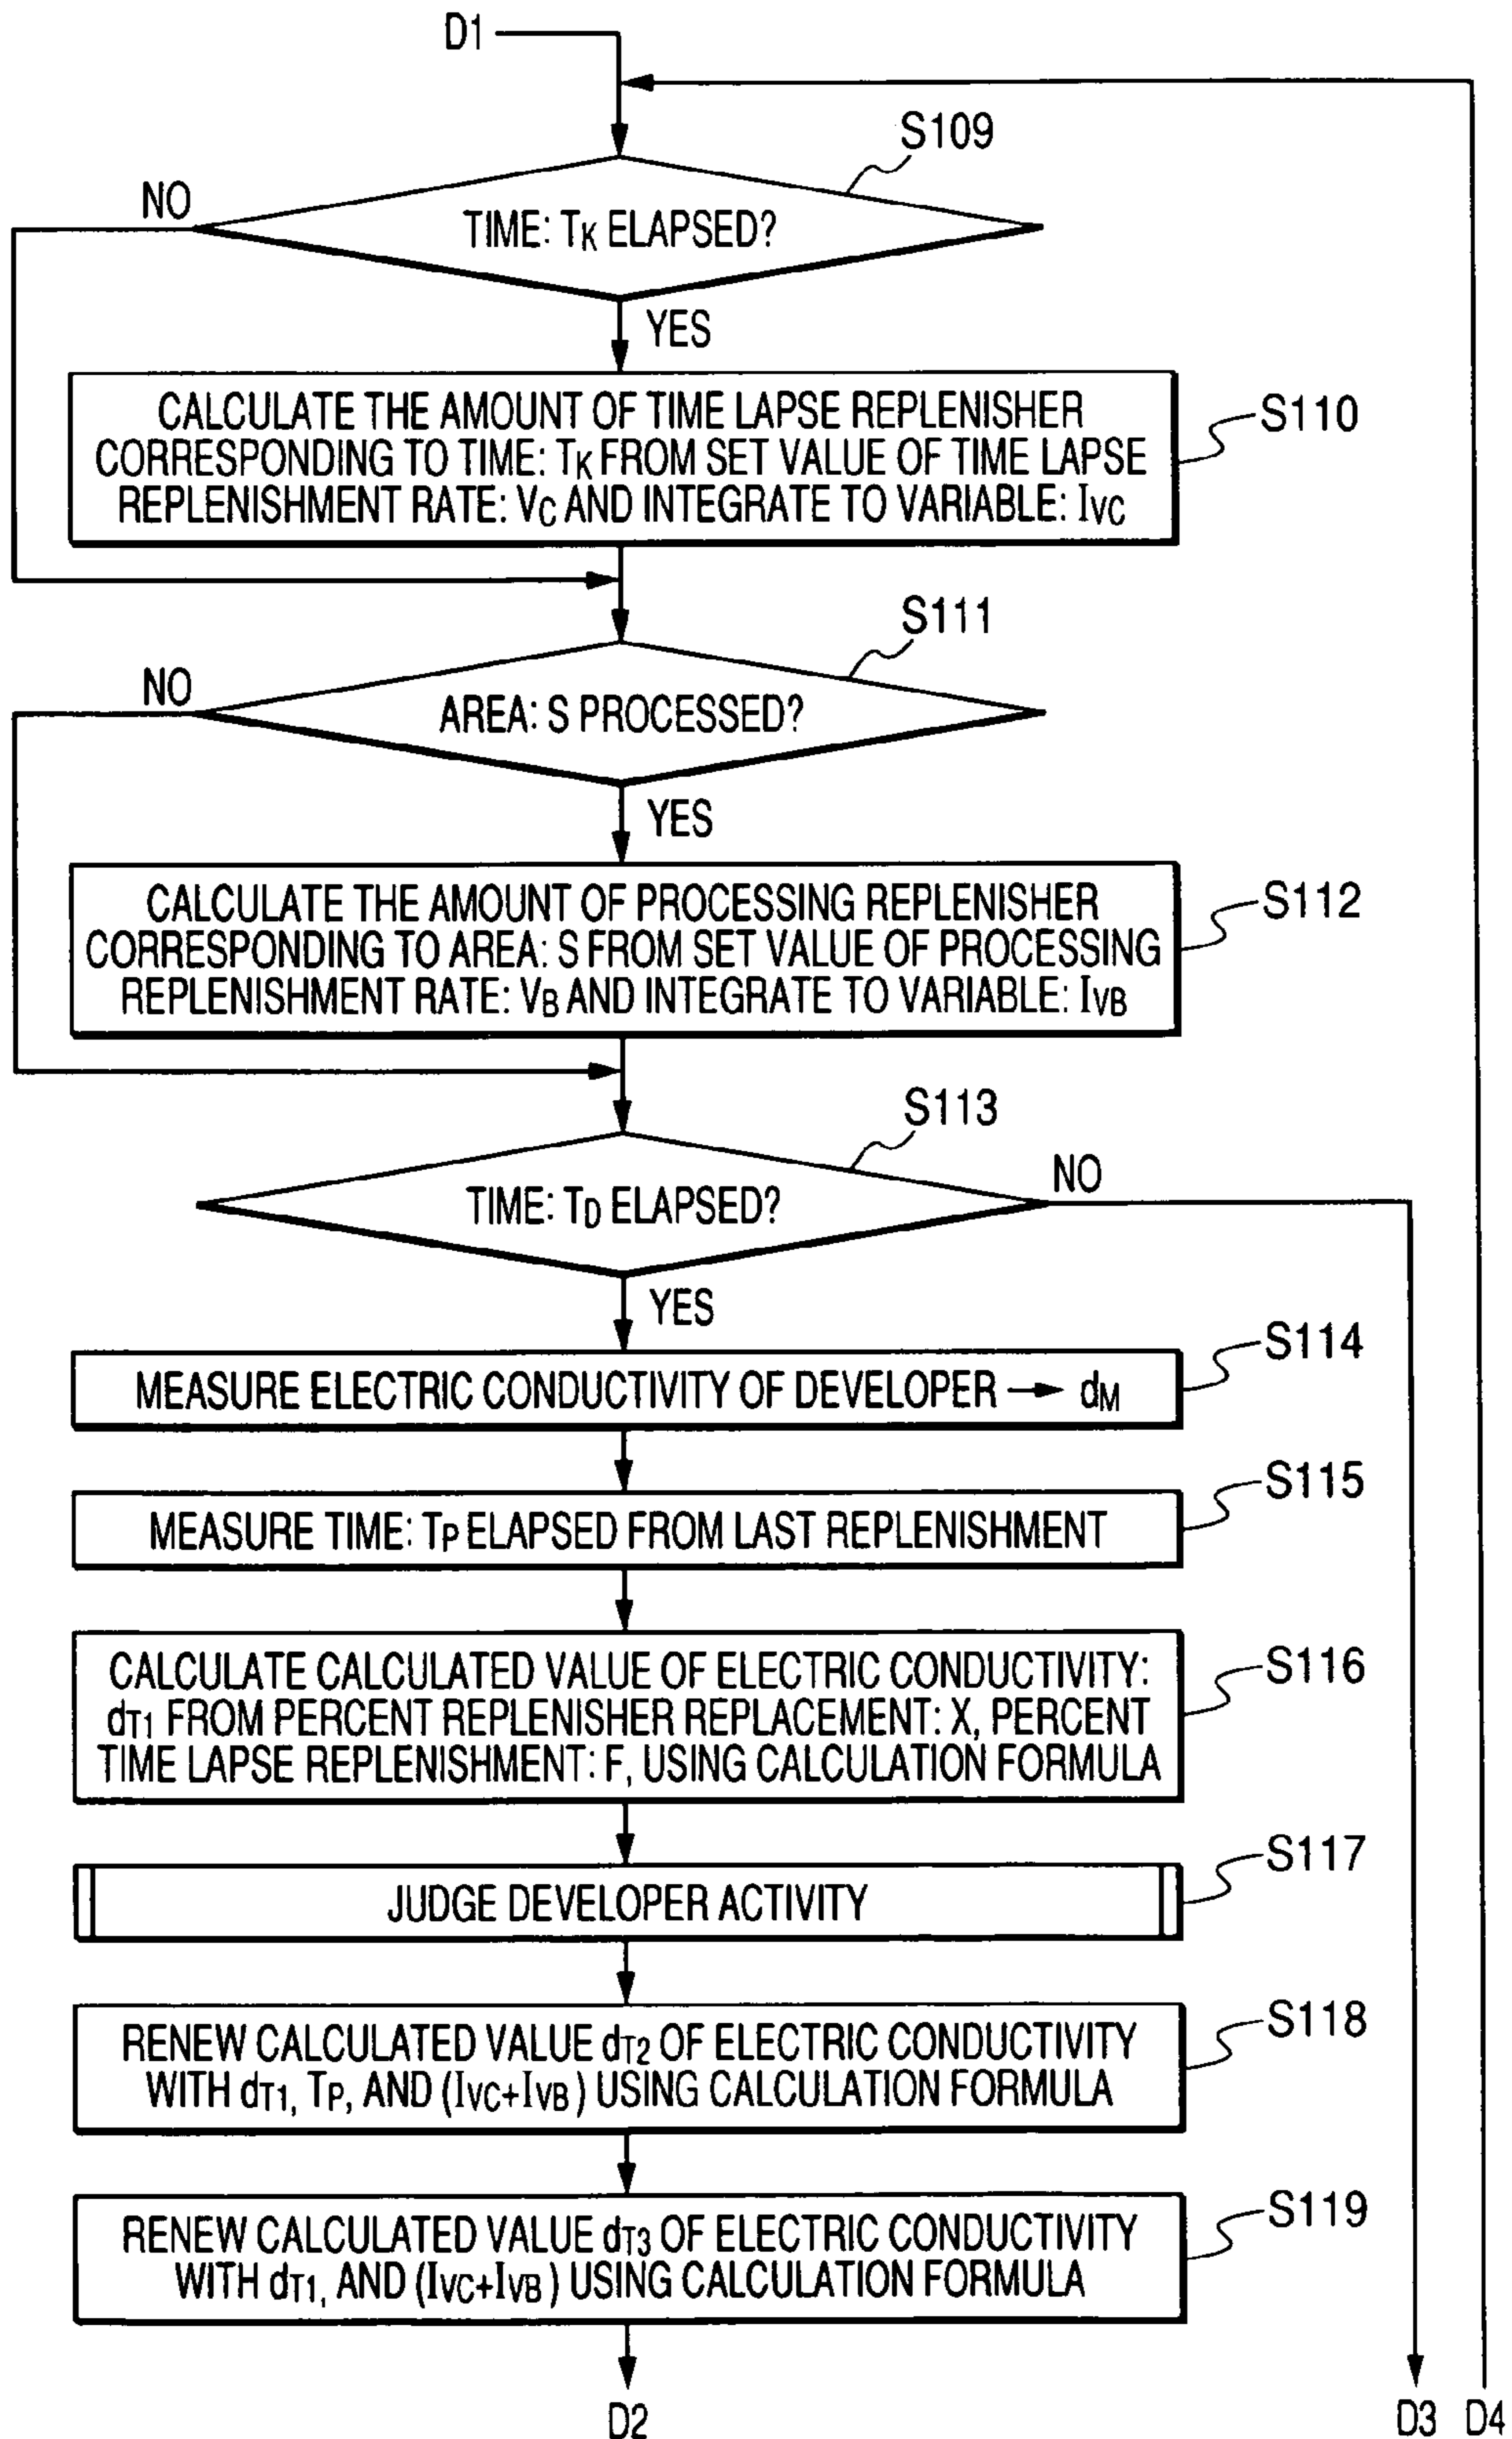 D1
S109
NO
TIME: TK ELAPSED?
YES
CALCULATE THE AMOUNT OF TIME LAPSE REPLENISHER
CORRESPONDING TO TIME: TK FROM SET VALUE OF TIME LAPSE
REPLENISHMENT RATE: VC AND INTEGRATE TO VARIABLE: IVC
S110
S111
NO
AREA: S PROCESSED?
YES
CALCULATE THE AMOUNT OF PROCESSING REPLENISHER
CORRESPONDING TO AREA: S FROM SET VALUE OF PROCESSING
REPLENISHMENT RATE: VB AND INTEGRATE TO VARIABLE: IVB
S112
S113
NO
TIME: TD ELAPSED?
YES
S114
MEASURE ELECTRIC CONDUCTIVITY OF DEVELOPER → dM
S115
MEASURE TIME: TP ELAPSED FROM LAST REPLENISHMENT
S116
CALCULATE CALCULATED VALUE OF ELECTRIC CONDUCTIVITY:
dT1 FROM PERCENT REPLENISHER REPLACEMENT: X, PERCENT
TIME LAPSE REPLENISHMENT: F, USING CALCULATION FORMULA
S117
JUDGE DEVELOPER ACTIVITY
S118
RENEW CALCULATED VALUE dT2 OF ELECTRIC CONDUCTIVITY
WITH dT1, TP, AND (IVC+IVB) USING CALCULATION FORMULA
S119
RENEW CALCULATED VALUE dT3 OF ELECTRIC CONDUCTIVITY
WITH dT1, AND (IVC+IVB) USING CALCULATION FORMULA
D2
D3
D4